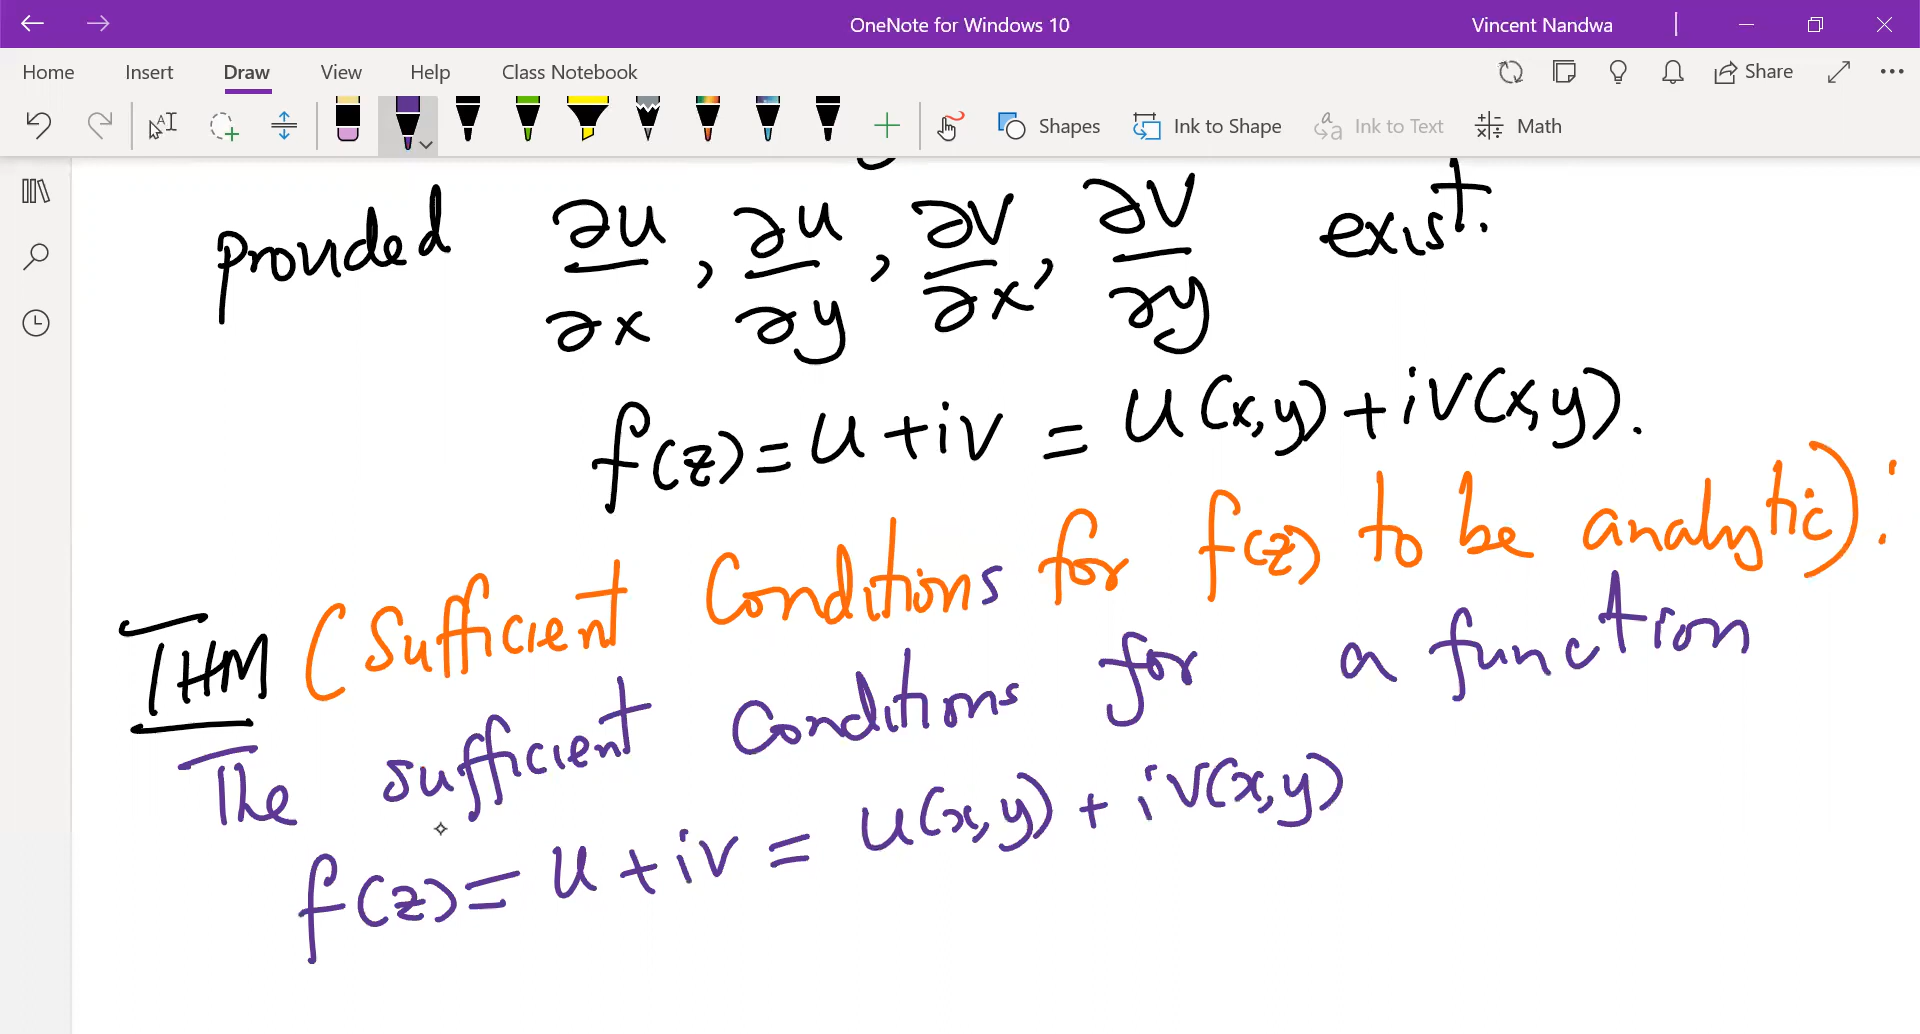 OneNote for Windows 10
Vincent Nandwa
Home Insert Draw View Help Class Notebook Share
Shapes Ink to Shape Ink to Text Math
provided ∂u/∂x, ∂u/∂y, ∂v/∂x, ∂v/∂y exist.
f(z) = u + iv = u(x,y) + iv(x,y).
THM (Sufficient Conditions for f(z) to be analytic):
The sufficient conditions for a function
f(z) = u + iv = u(x,y) + iv(x,y)